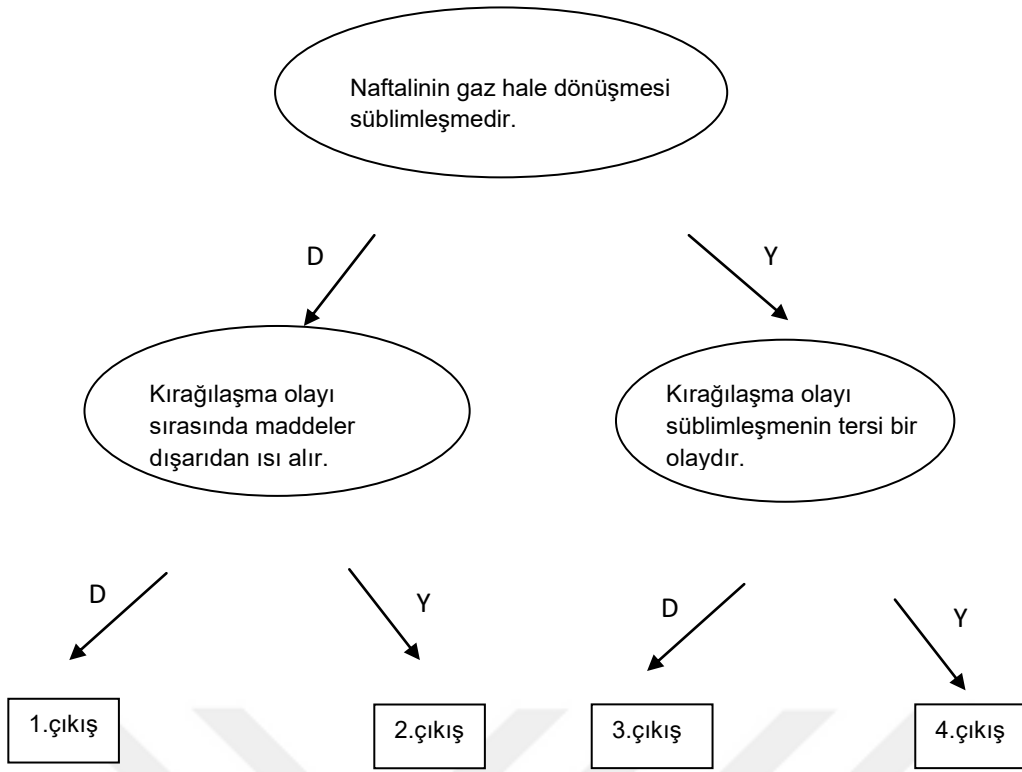 Naftalinin gaz hale dönüşmesi
süblimleşmedir.
D
Y
Kırağılaşma olayı
sırasında maddeler
dışarıdan ısı alır.
Kırağılaşma olayı
süblimleşmenin tersi bir
olaydır.
D
Y
D
Y
1.çıkış
2.çıkış
3.çıkış
4.çıkış